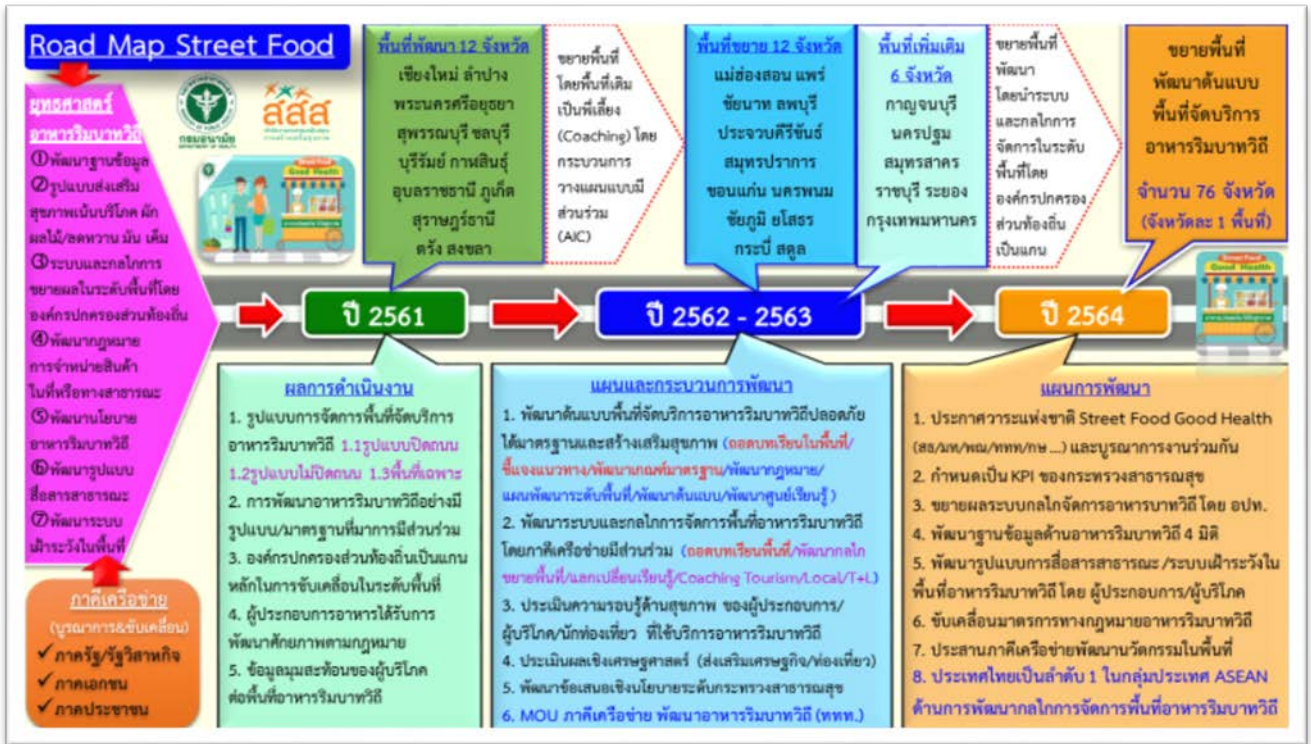 Road Map Street Food
ยุทธศาสตร์
อาหารริมบาทวิถี
①พัฒนาฐานข้อมูล
②รูปแบบส่งเสริม
สุขภาพเน้นบริโภค ผัก
ผลไม้/ลดหวาน มัน เค็ม
③ระบบและกลไกการ
ขยายผลในระดับพื้นที่โดย
องค์กรปกครองส่วนท้องถิ่น
④พัฒนากฎหมาย
การจำหน่ายสินค้า
ในที่หรือทางสาธารณะ
⑤พัฒนานโยบาย
อาหารริมบาทวิถี
⑥พัฒนารูปแบบ
สื่อสารสาธารณะ
⑦พัฒนาระบบ
เฝ้าระวังในพื้นที่
ภาคีเครือข่าย
(บูรณาการ&ขับเคลื่อน)
✓ ภาครัฐ/รัฐวิสาหกิจ
✓ ภาคเอกชน
✓ ภาคประชาชน
กรมอนามัย
DEPARTMENT OF HEALTH
สสส
Street Food
Good Health
พื้นที่พัฒนา 12 จังหวัด
เชียงใหม่ ลำปาง
พระนครศรีอยุธยา
สุพรรณบุรี ชลบุรี
บุรีรัมย์ กาฬสินธุ์
อุบลราชธานี ภูเก็ต
สุราษฎร์ธานี
ตรัง สงขลา
ขยายพื้นที่
โดยพื้นที่เดิม
เป็นพี่เลี้ยง
(Coaching) โดย
กระบวนการ
วางแผนแบบมี
ส่วนร่วม
(AIC)
พื้นที่ขยาย 12 จังหวัด
แม่ฮ่องสอน แพร่
ชัยนาท ลพบุรี
ประจวบคีรีขันธ์
สมุทรปราการ
ขอนแก่น นครพนม
ชัยภูมิ ยโสธร
กระบี่ สตูล
พื้นที่เพิ่มเติม
6 จังหวัด
กาญจนบุรี
นครปฐม
สมุทรสาคร
ราชบุรี ระยอง
กรุงเทพมหานคร
ขยายพื้นที่
พัฒนา
โดยนำระบบ
และกลไกการ
จัดการในระดับ
พื้นที่โดย
องค์กรปกครอง
ส่วนท้องถิ่น
เป็นแกน
ขยายพื้นที่
พัฒนาต้นแบบ
พื้นที่จัดบริการ
อาหารริมบาทวิถี
จำนวน 76 จังหวัด
(จังหวัดละ 1 พื้นที่)
Street Food
Good Health
ปี 2561
ปี 2562 - 2563
ปี 2564
ผลการดำเนินงาน
1. รูปแบบการจัดการพื้นที่จัดบริการ
อาหารริมบาทวิถี 1.1รูปแบบปิดถนน
1.2รูปแบบไม่ปิดถนน 1.3พื้นที่เฉพาะ
2. การพัฒนาอาหารริมบาทวิถีอย่างมี
รูปแบบ/มาตรฐานที่มาการมีส่วนร่วม
3. องค์กรปกครองส่วนท้องถิ่นเป็นแกน
หลักในการขับเคลื่อนในระดับพื้นที่
4. ผู้ประกอบการอาหารได้รับการ
พัฒนาศักยภาพตามกฎหมาย
5. ข้อมูลมุมสะท้อนของผู้บริโภค
ต่อพื้นที่อาหารริมบาทวิถี
แผนและกระบวนการพัฒนา
1. พัฒนาต้นแบบพื้นที่จัดบริการอาหารริมบาทวิถีปลอดภัย
ได้มาตรฐานและสร้างเสริมสุขภาพ (ถอดบทเรียนในพื้นที่/
ชี้แจงแนวทาง/พัฒนาเกณฑ์มาตรฐาน/พัฒนากฎหมาย/
แผนพัฒนาระดับพื้นที่/พัฒนาต้นแบบ/พัฒนาศูนย์เรียนรู้ )
2. พัฒนาระบบและกลไกการจัดการพื้นที่อาหารริมบาทวิถี
โดยภาคีเครือข่ายมีส่วนร่วม (ถอดบทเรียนพื้นที่/พัฒนากลไก
ขยายพื้นที่/แลกเปลี่ยนเรียนรู้/Coaching Tourism/Local/T+L)
3. ประเมินความรอบรู้ด้านสุขภาพ ของผู้ประกอบการ/
ผู้บริโภค/นักท่องเที่ยว ที่ใช้บริการอาหารริมบาทวิถี
4. ประเมินผลเชิงเศรษฐศาสตร์ (ส่งเสริมเศรษฐกิจ/ท่องเที่ยว)
5. พัฒนาข้อเสนอเชิงนโยบายระดับกระทรวงสาธารณสุข
6. MOU ภาคีเครือข่าย พัฒนาอาหารริมบาทวิถี (ททท.)
แผนการพัฒนา
1. ประกาศวาระแห่งชาติ Street Food Good Health
(สธ/มท/พณ/ททท/กษ ...) และบูรณาการงานร่วมกัน
2. กำหนดเป็น KPI ของกระทรวงสาธารณสุข
3. ขยายผลระบบกลไกจัดการอาหารบาทวิถี โดย อปท.
4. พัฒนาฐานข้อมูลด้านอาหารริมบาทวิถี 4 มิติ
5. พัฒนารูปแบบการสื่อสารสาธารณะ /ระบบเฝ้าระวังใน
พื้นที่อาหารริมบาทวิถี โดย ผู้ประกอบการ/ผู้บริโภค
6. ขับเคลื่อนมาตรการทางกฎหมายอาหารริมบาทวิถี
7. ประสานภาคีเครือข่ายพัฒนานวัตกรรมในพื้นที่
8. ประเทศไทยเป็นลำดับ 1 ในกลุ่มประเทศ ASEAN
ด้านการพัฒนากลไกการจัดการพื้นที่อาหารริมบาทวิถี